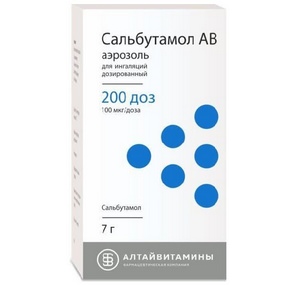 Сальбутамол АВ
аэрозоль
для ингаляций
дозированный
200 доз
100 мкг/доза
Сальбутамол
7 г
АЛТАЙВИТАМИНЫ
ФАРМАЦЕВТИЧЕСКАЯ КОМПАНИЯ